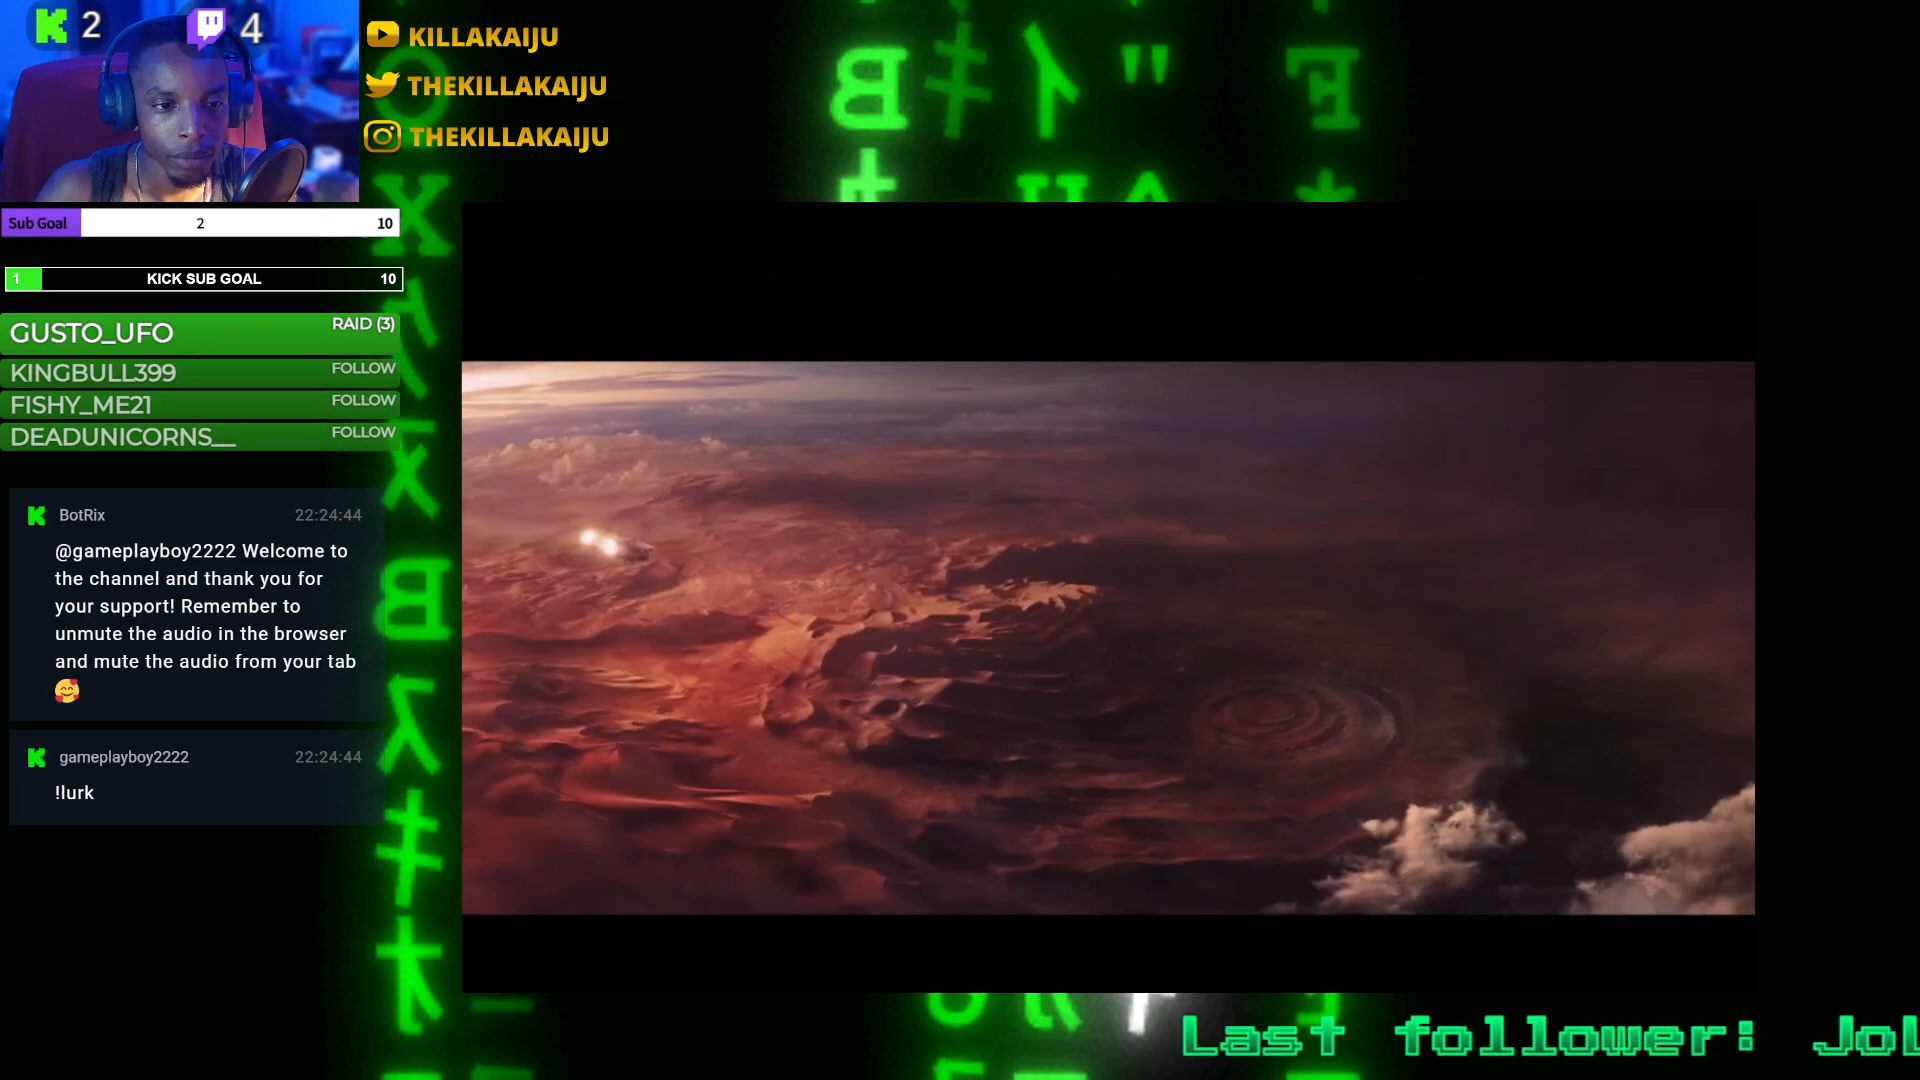 2
4
KILLAKAIJU
THEKILLAKAIJU
THEKILLAKAIJU
Sub Goal 2 10
1 KICK SUB GOAL 10
GUSTO_UFO RAID (3)
KINGBULL399 FOLLOW
FISHY_ME21 FOLLOW
DEADUNICORNS__ FOLLOW
BotRix 22:24:44
@gameplayboy2222 Welcome to
the channel and thank you for
your support! Remember to
unmute the audio in the browser
and mute the audio from your tab
🥰
gameplayboy2222 22:24:44
!lurk
Last follower: